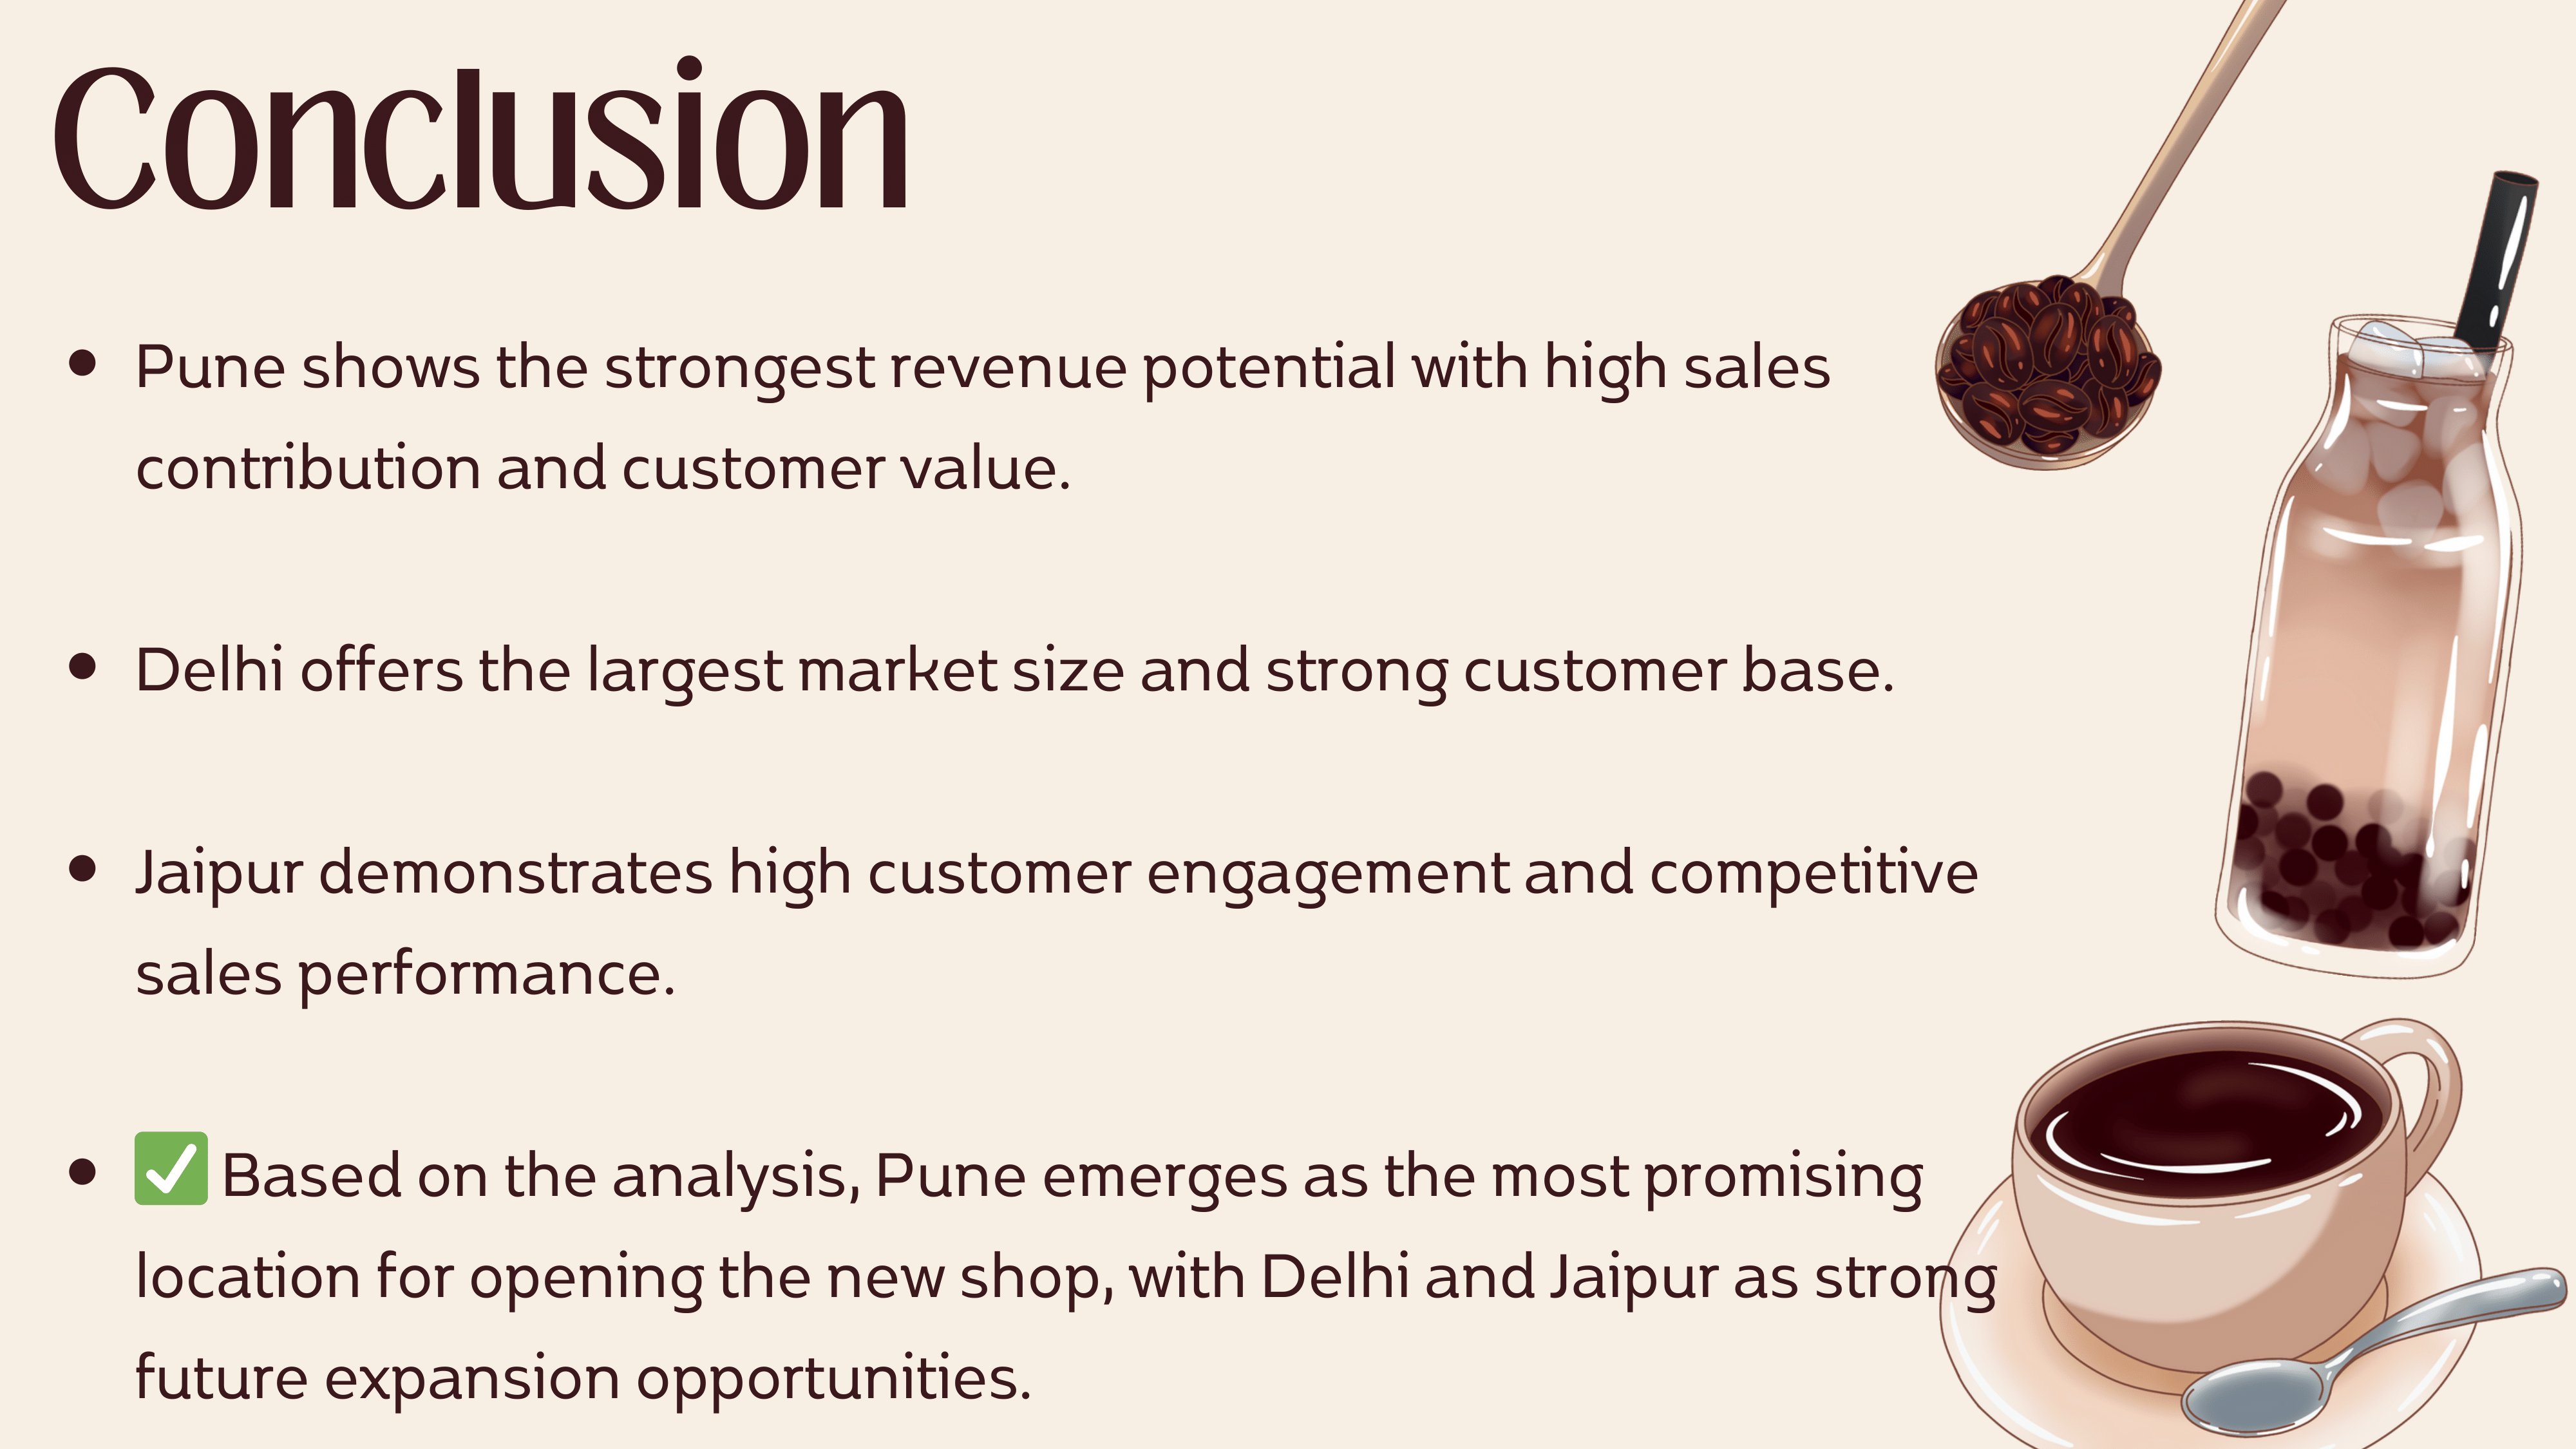 Conclusion
• Pune shows the strongest revenue potential with high sales
contribution and customer value.
• Delhi offers the largest market size and strong customer base.
• Jaipur demonstrates high customer engagement and competitive
sales performance.
• ✅ Based on the analysis, Pune emerges as the most promising
location for opening the new shop, with Delhi and Jaipur as strong
future expansion opportunities.